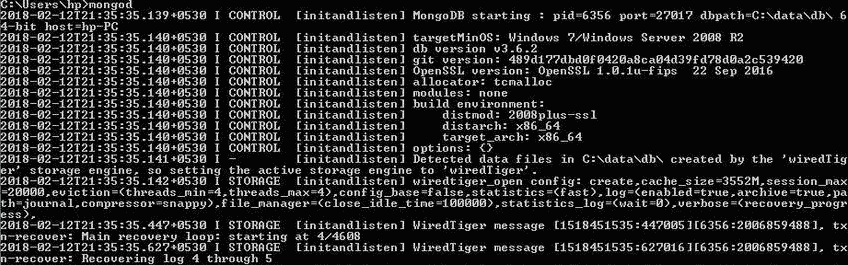 C:\Users\hp>mongod
2018-02-12T21:35:35.139+0530 I CONTROL  [initandlisten] MongoDB starting : pid=6356 port=27017 dbpath=C:\data\db\ 6
4-bit host=hp-PC
2018-02-12T21:35:35.140+0530 I CONTROL  [initandlisten] targetMinOS: Windows 7/Windows Server 2008 R2
2018-02-12T21:35:35.140+0530 I CONTROL  [initandlisten] db version v3.6.2
2018-02-12T21:35:35.140+0530 I CONTROL  [initandlisten] git version: 489d177dbd0f0420a8ca04d39fd78d0a2c539420
2018-02-12T21:35:35.140+0530 I CONTROL  [initandlisten] OpenSSL version: OpenSSL 1.0.1u-fips  22 Sep 2016
2018-02-12T21:35:35.140+0530 I CONTROL  [initandlisten] allocator: tcmalloc
2018-02-12T21:35:35.140+0530 I CONTROL  [initandlisten] modules: none
2018-02-12T21:35:35.140+0530 I CONTROL  [initandlisten] build environment:
2018-02-12T21:35:35.140+0530 I CONTROL  [initandlisten]     distmod: 2008plus-ssl
2018-02-12T21:35:35.140+0530 I CONTROL  [initandlisten]     distarch: x86_64
2018-02-12T21:35:35.140+0530 I CONTROL  [initandlisten]     target_arch: x86_64
2018-02-12T21:35:35.140+0530 I CONTROL  [initandlisten] options: {}
2018-02-12T21:35:35.141+0530 I -        [initandlisten] Detected data files in C:\data\db\ created by the 'wiredTig
er' storage engine, so setting the active storage engine to 'wiredTiger'.
2018-02-12T21:35:35.142+0530 I STORAGE  [initandlisten] wiredtiger_open config: create,cache_size=3552M,session_max
=20000,eviction=(threads_min=4,threads_max=4),config_base=false,statistics=(fast),log=(enabled=true,archive=true,pa
th=journal,compressor=snappy),file_manager=(close_idle_time=100000),statistics_log=(wait=0),verbose=(recovery_progr
ess),
2018-02-12T21:35:35.447+0530 I STORAGE  [initandlisten] WiredTiger message [1518451535:447005][6356:2006859488], tx
n-recover: Main recovery loop: starting at 4/4608
2018-02-12T21:35:35.627+0530 I STORAGE  [initandlisten] WiredTiger message [1518451535:627016][6356:2006859488], tx
n-recover: Recovering log 4 through 5